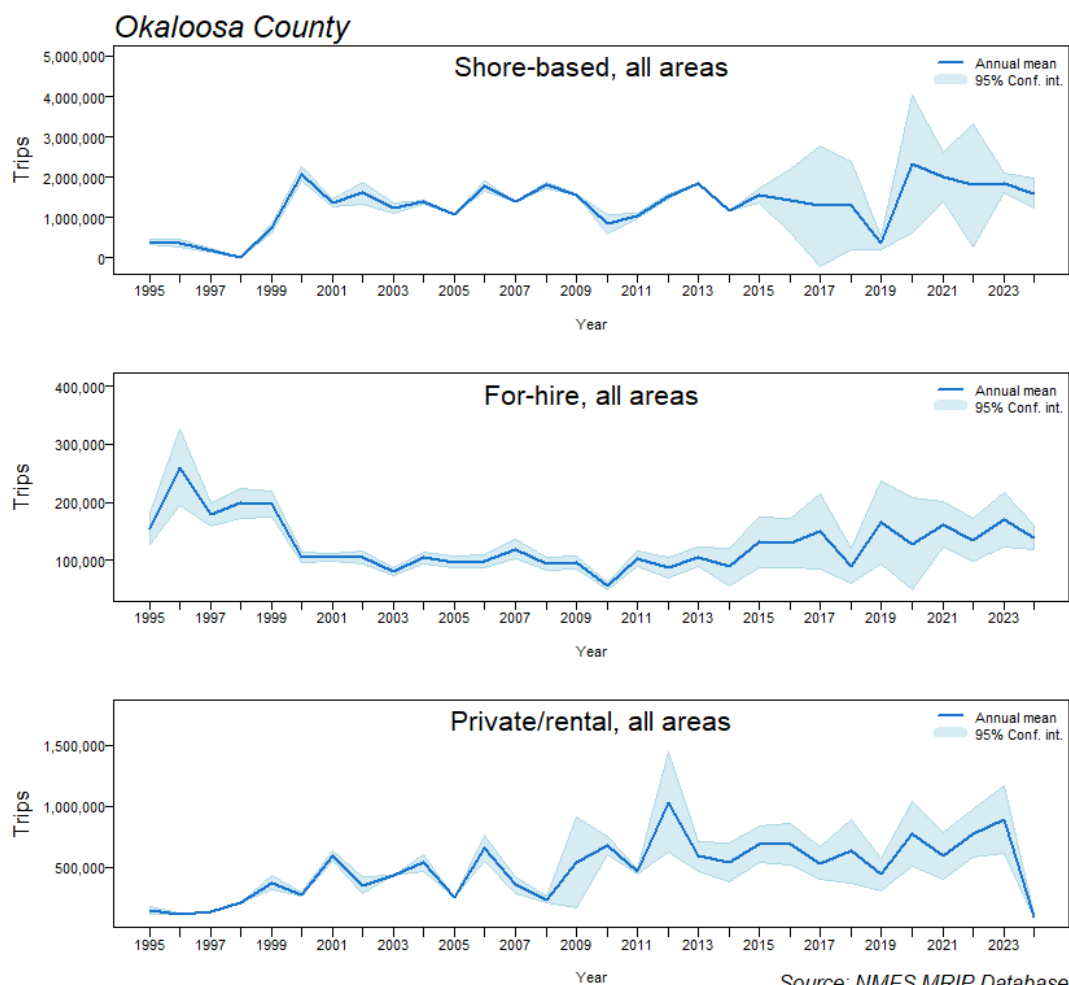 Okaloosa County
Shore-based, all areas
Annual mean
95% Conf. int.
Trips
5,000,000
4,000,000
3,000,000
2,000,000
1,000,000
0
1995 1997 1999 2001 2003 2005 2007 2009 2011 2013 2015 2017 2019 2021 2023
Year
For-hire, all areas
Annual mean
95% Conf. int.
Trips
400,000
300,000
200,000
100,000
1995 1997 1999 2001 2003 2005 2007 2009 2011 2013 2015 2017 2019 2021 2023
Year
Private/rental, all areas
Annual mean
95% Conf. int.
Trips
1,500,000
1,000,000
500,000
1995 1997 1999 2001 2003 2005 2007 2009 2011 2013 2015 2017 2019 2021 2023
Year
Source: NMFS MRIP Database